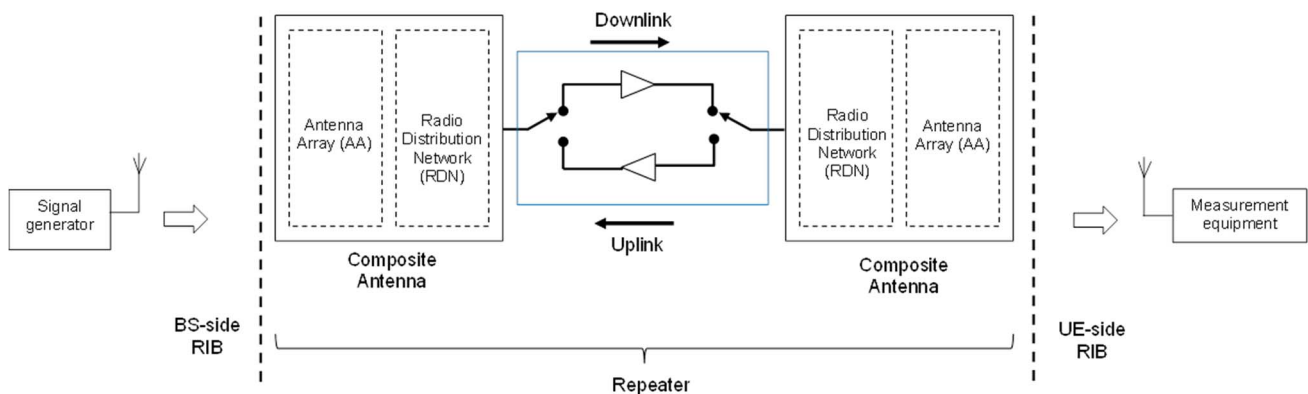 Downlink
Antenna
Array (AA)
Radio
Distribution
Network
(RDN)
Radio
Distribution
Network
(RDN)
Antenna
Array (AA)
Signal
generator
Measurement
equipment
Uplink
Composite
Antenna
Composite
Antenna
BS-side
RIB
UE-side
RIB
Repeater